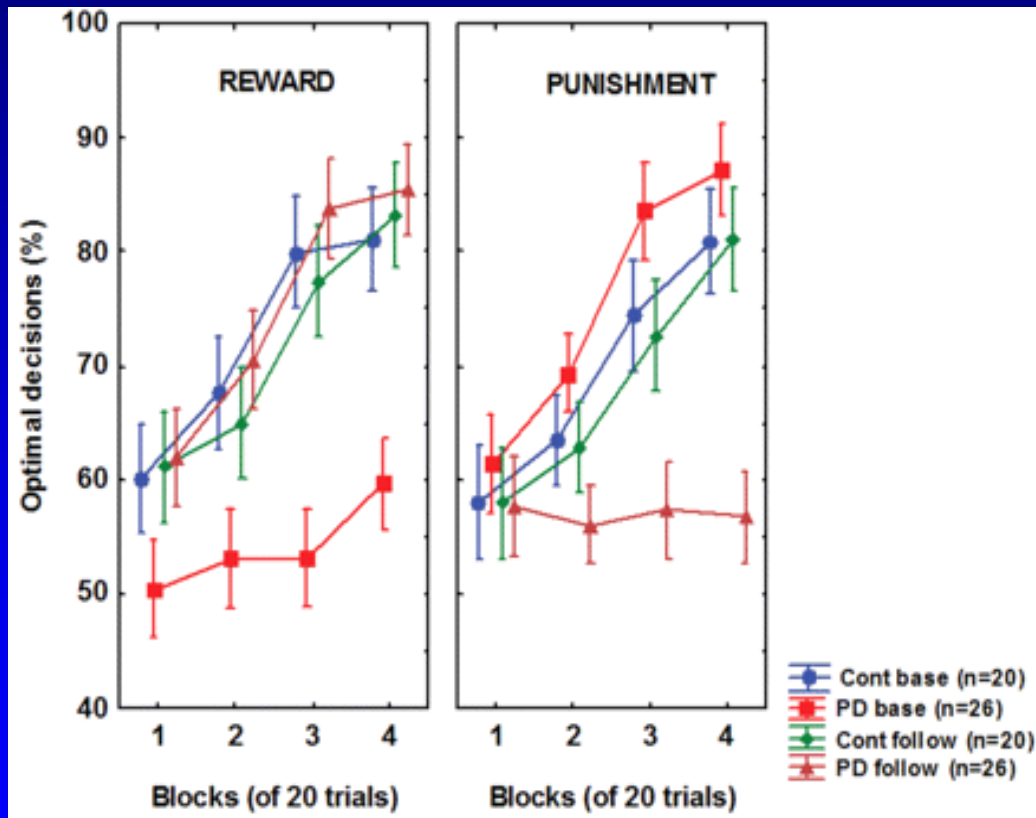 100
90
80
70
60
50
40
Optimal decisions (%)
REWARD
PUNISHMENT
1 2 3 4
1 2 3 4
Blocks (of 20 trials)
Blocks (of 20 trials)
Cont base (n=20)
PD base (n=26)
Cont follow (n=20)
PD follow (n=26)